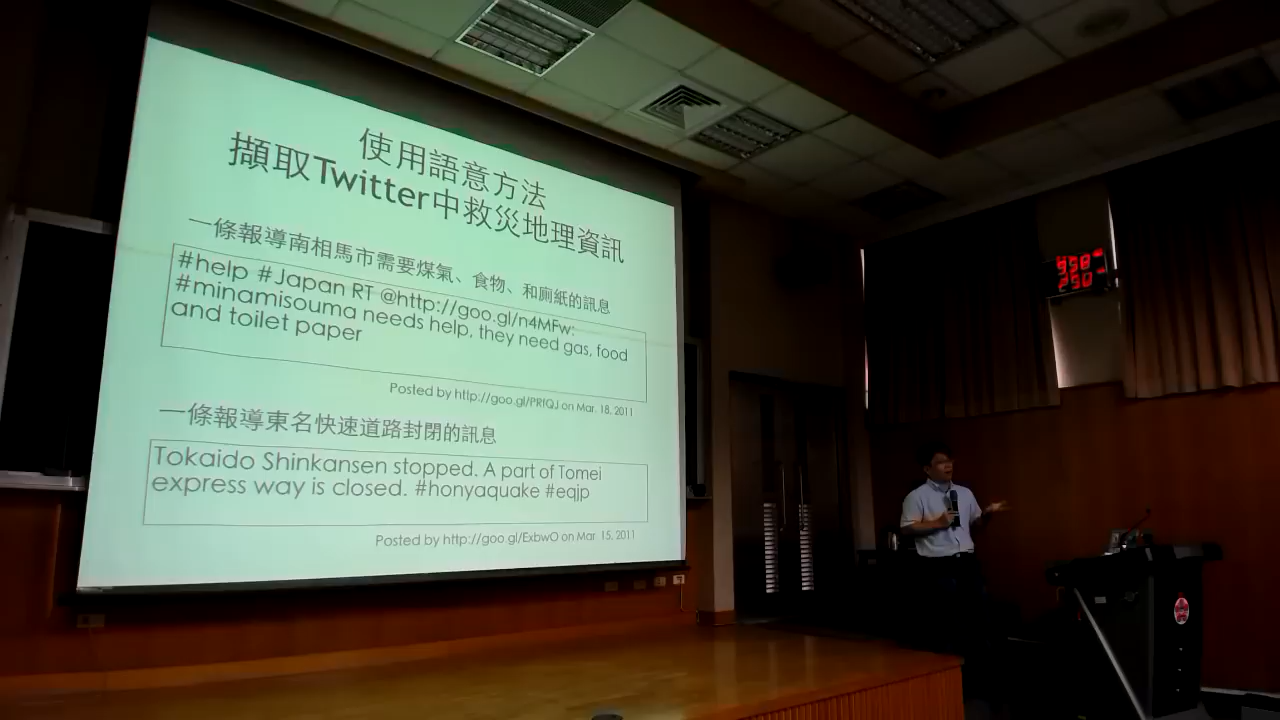 使用語意方法
擷取Twitter中救災地理資訊
一條報導南相馬市需要煤氣、食物、和廁紙的訊息
#help #Japan RT @http://goo.gl/n4MFw:
#minamisouma needs help, they need gas, food
and toilet paper
Posted by http://goo.gl/PRfQJ on Mar. 18, 2011
一條報導東名快速道路封閉的訊息
Tokaido Shinkansen stopped. A part of Tomei
express way is closed. #honyaquake #eqjp
Posted by http://goo.gl/ExbwO on Mar. 15, 2011